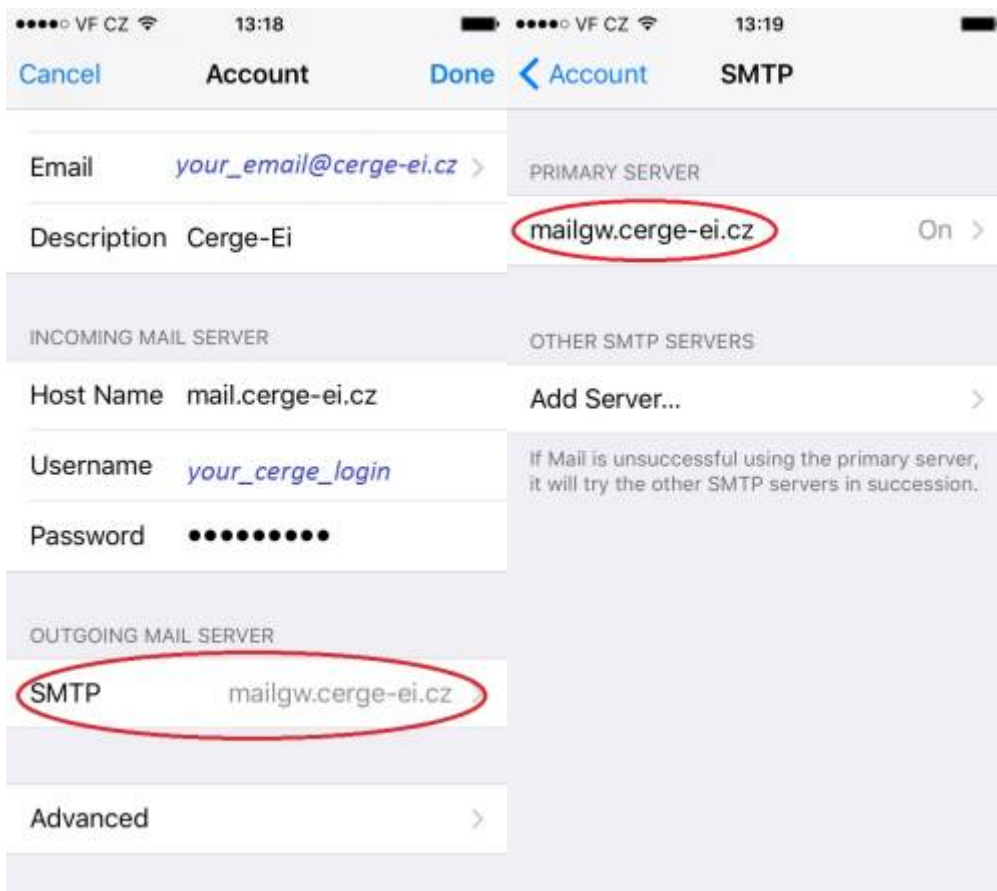 VF CZ 13:18
Cancel Account Done
Email your_email@cerge-ei.cz
Description Cerge-Ei
INCOMING MAIL SERVER
Host Name mail.cerge-ei.cz
Username your_cerge_login
Password •••••••••
OUTGOING MAIL SERVER
SMTP mailgw.cerge-ei.cz
Advanced
VF CZ 13:19
Account SMTP
PRIMARY SERVER
mailgw.cerge-ei.cz On
OTHER SMTP SERVERS
Add Server...
If Mail is unsuccessful using the primary server,
it will try the other SMTP servers in succession.